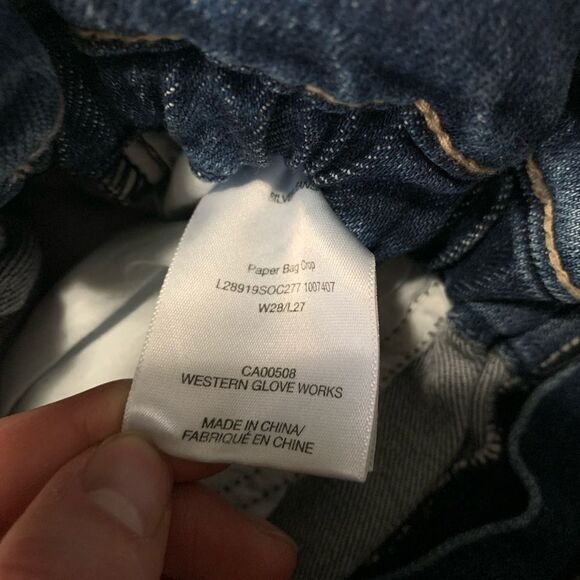 Paper Bag Crop
L28919SOC277 1007407
W28/L27
CA00508
WESTERN GLOVE WORKS
MADE IN CHINA/
FABRIQUÉ EN CHINE